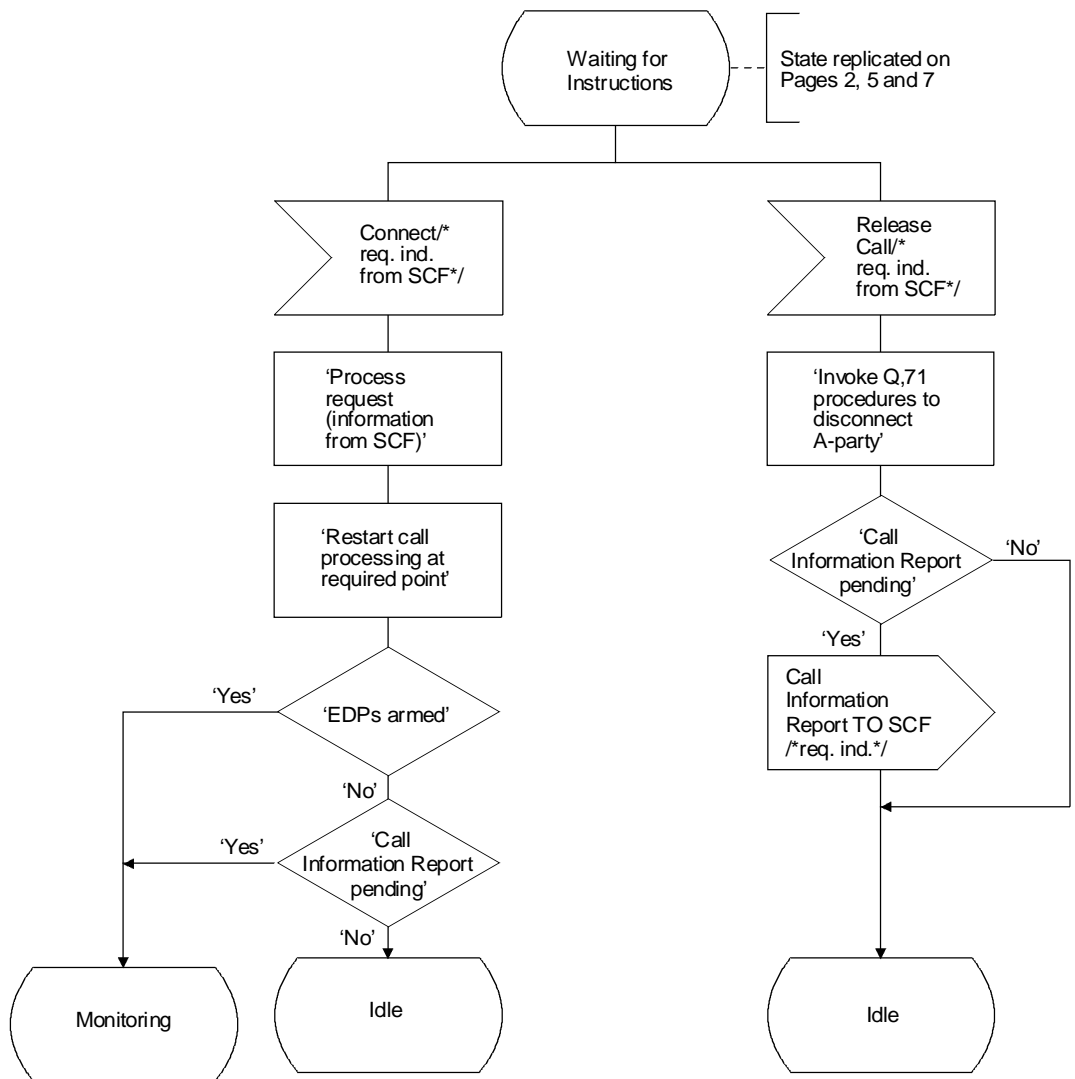 Waiting for
Instructions
State replicated on
Pages 2, 5 and 7
Connect/*
req. ind.
from SCF*/
Release
Call/*
req. ind.
from SCF*/
‘Process
request
(information
from SCF)’
‘Invoke Q,71
procedures to
disconnect
A-party’
‘Restart call
processing at
required point’
‘Call
Information Report
pending’
‘No’
‘Yes’
Call
Information
Report TO SCF
/*req. ind.*/
‘Yes’
‘EDPs armed’
‘No’
‘Yes’
‘Call
Information Report
pending’
‘No’
Monitoring
Idle
Idle